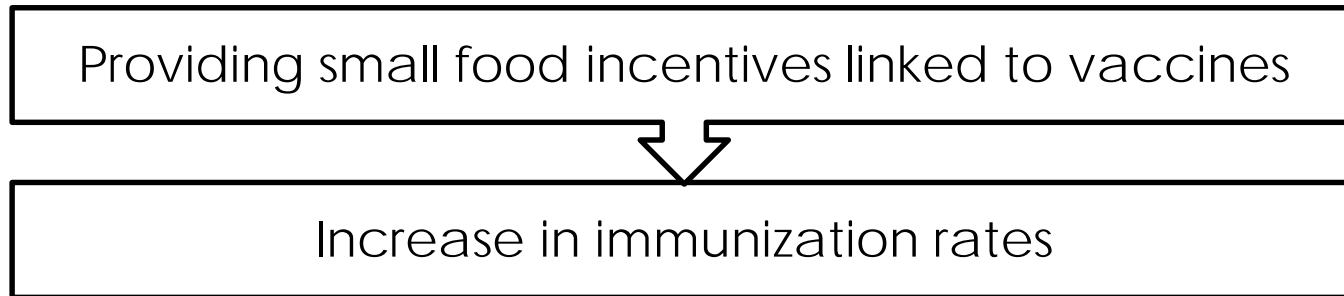 Providing small food incentives linked to vaccines
Increase in immunization rates